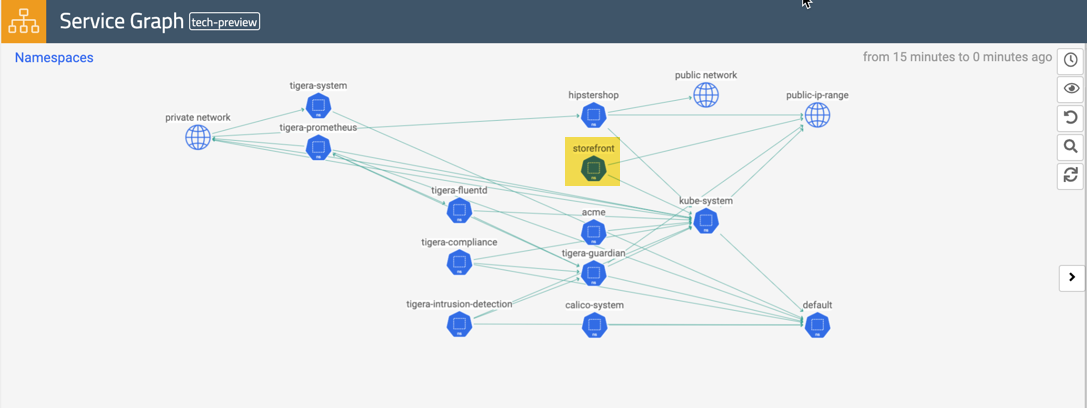 Service Graph tech-preview
Namespaces
from 15 minutes to 0 minutes ago
public network
tigera-system
hipstershop
public-ip-range
private network
tigera-prometheus
storefront
tigera-fluentd
kube-system
acme
tigera-compliance
tigera-guardian
tigera-intrusion-detection
calico-system
default